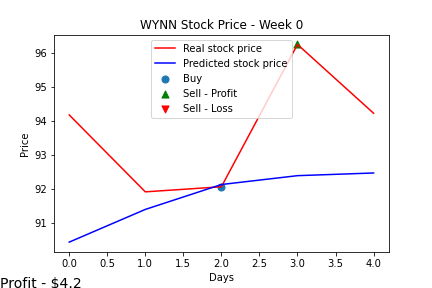 WYNN Stock Price - Week 0
Real stock price
Predicted stock price
Buy
Sell - Profit
Sell - Loss
96
95
94
93
92
91
Price
0.0 0.5 1.0 1.5 2.0 2.5 3.0 3.5 4.0
Days
Profit - $4.2